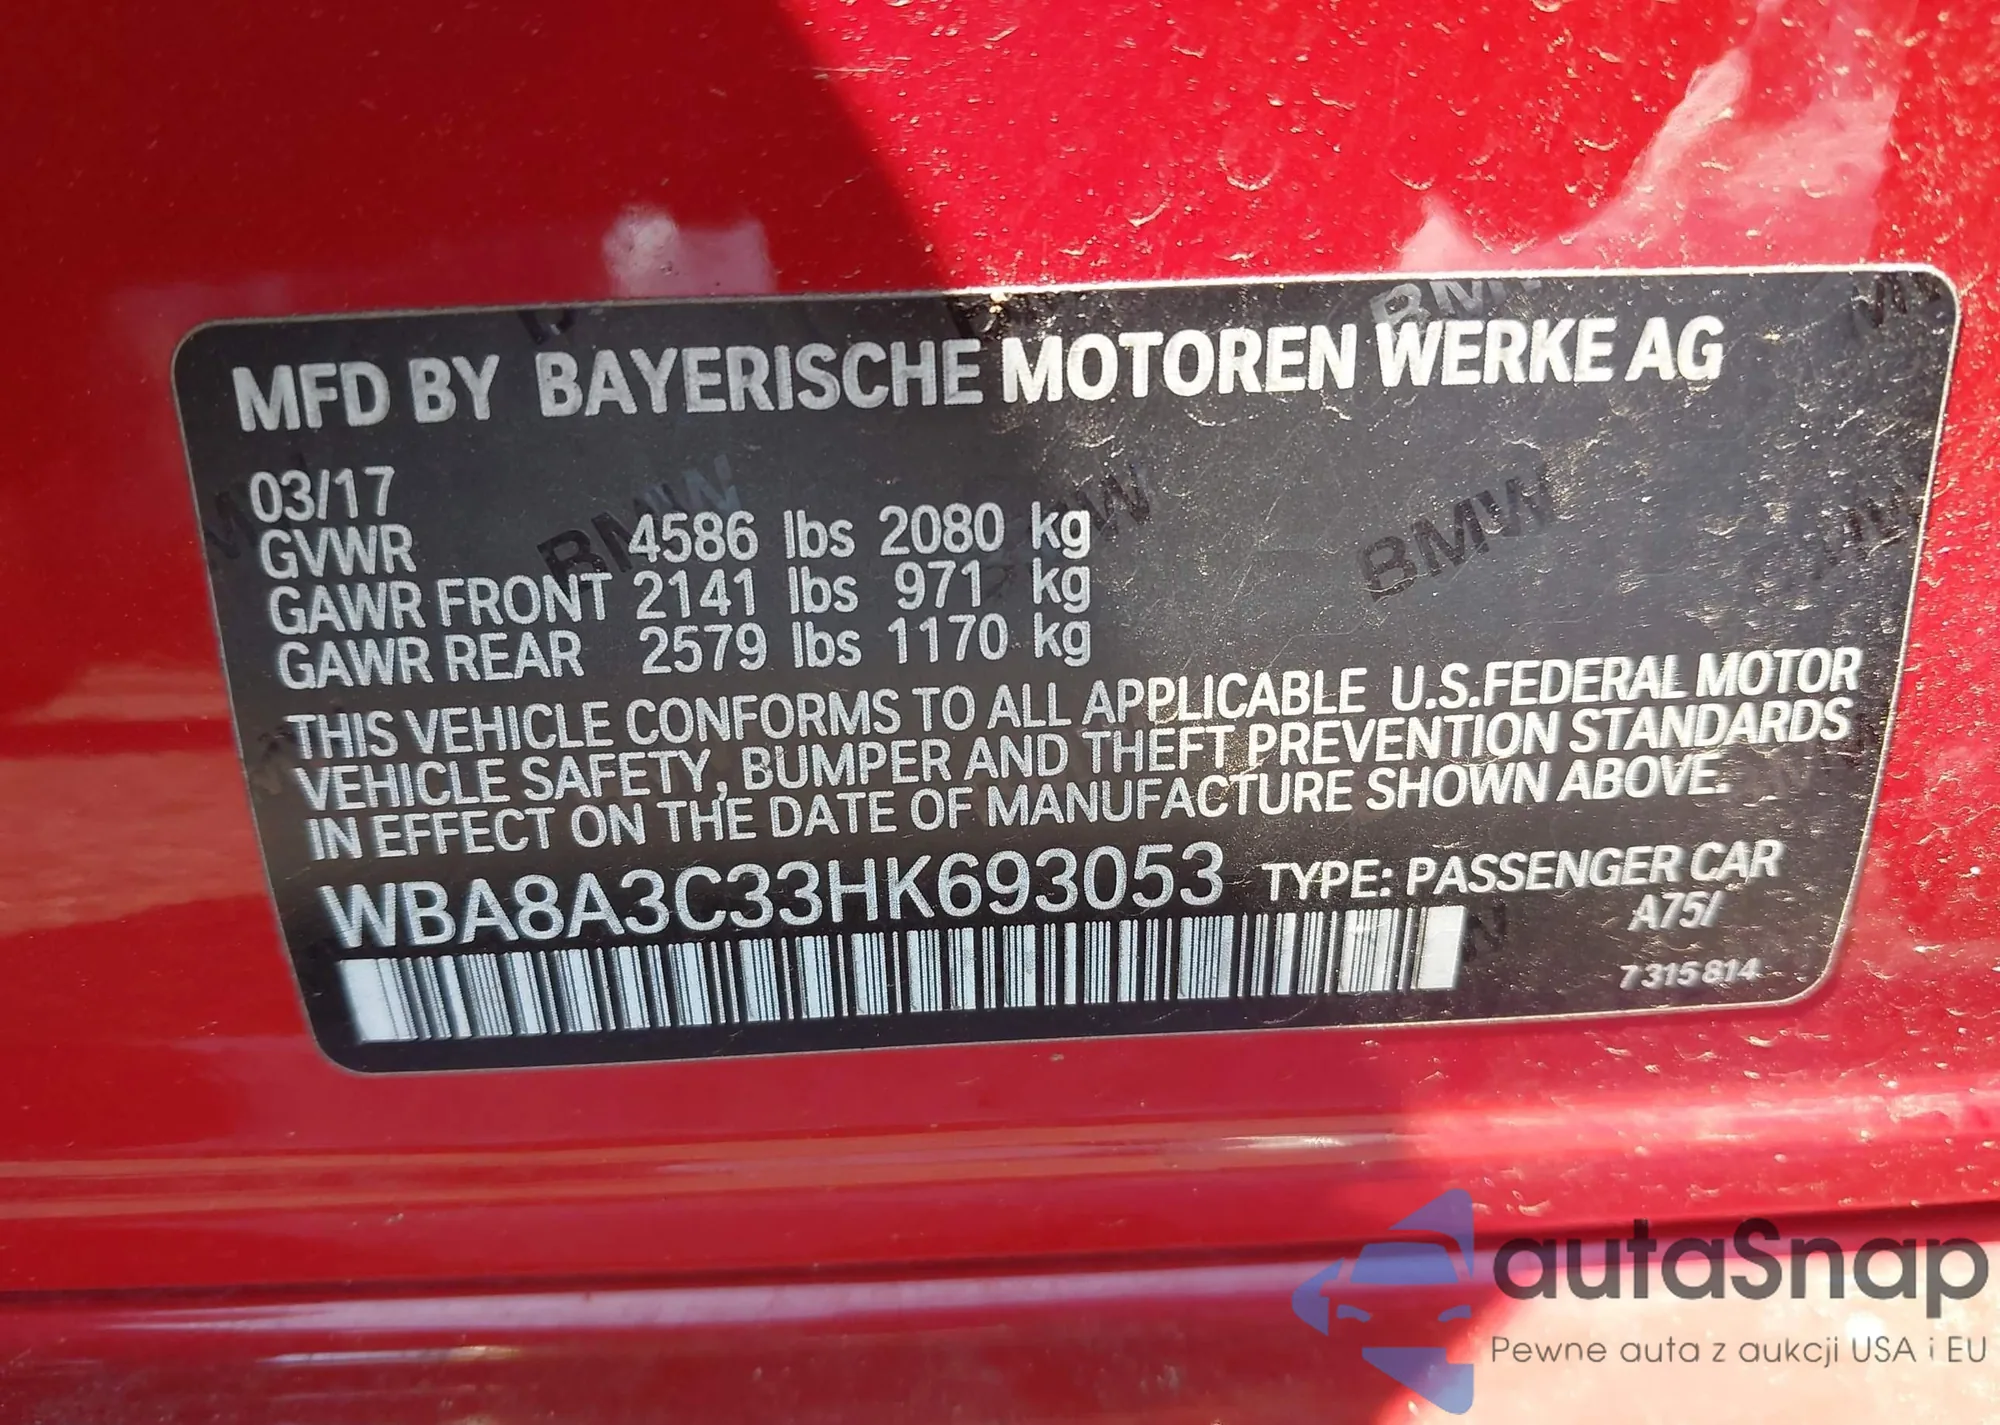 MFD BY BAYERISCHE MOTOREN WERKE AG
03/17
GVWR 4586 lbs 2080 kg
GAWR FRONT 2141 lbs 971 kg
GAWR REAR 2579 lbs 1170 kg
THIS VEHICLE CONFORMS TO ALL APPLICABLE U.S.FEDERAL MOTOR
VEHICLE SAFETY, BUMPER AND THEFT PREVENTION STANDARDS
IN EFFECT ON THE DATE OF MANUFACTURE SHOWN ABOVE.
WBA8A3C33HK693053 TYPE: PASSENGER CAR
A75/
7315814
autaSnap
Pewne auta z aukcji USA i EU